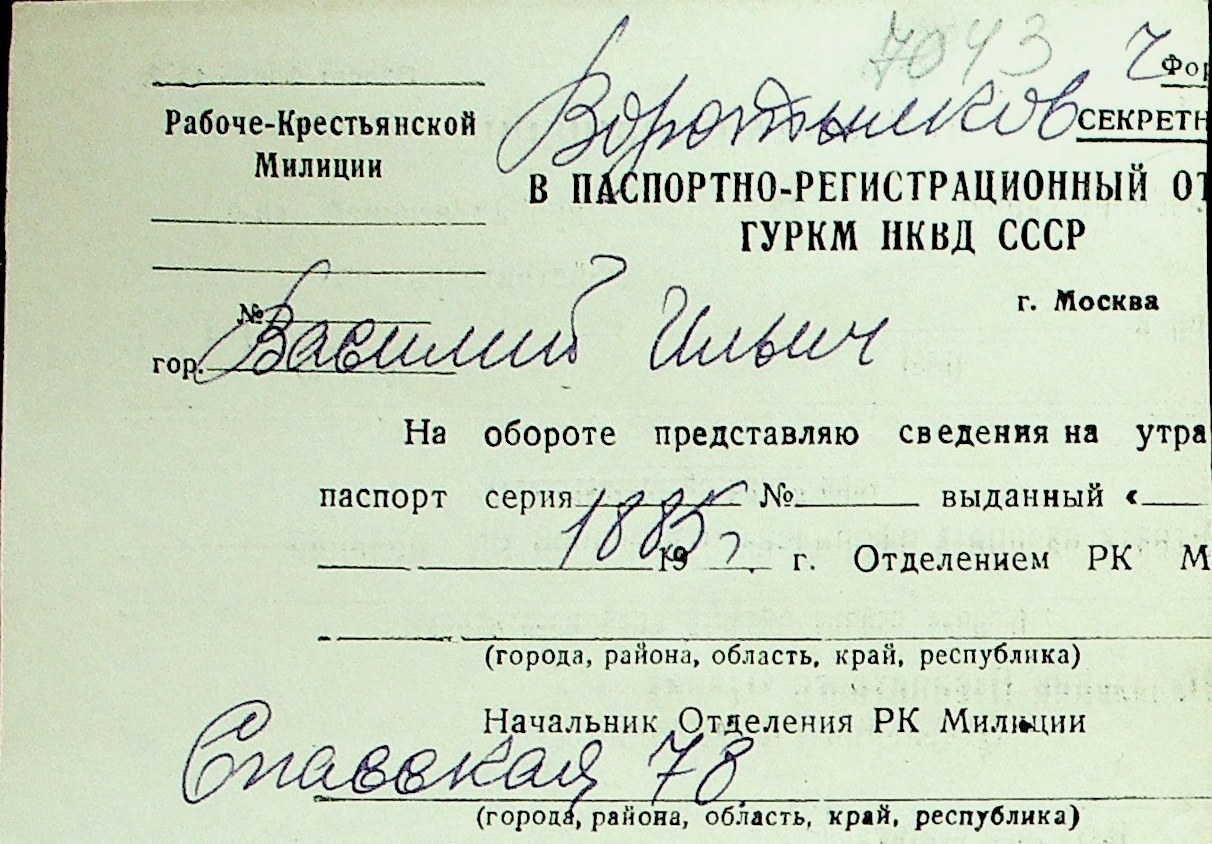 7043
Ч
Фор
Рабоче-Крестьянской
Милиции
Воротынков
СЕКРЕТН
В ПАСПОРТНО-РЕГИСТРАЦИОННЫЙ ОТ
ГУРКМ НКВД СССР
г. Москва
№
гор. Василий Ильич
На обороте представляю сведения на утра
паспорт серия № выданный «
1885 г
19 г. Отделением РК М
(города, района, область, край, республика)
Начальник Отделения РК Милиции
Спасская 78
(города, района, область, край, республика)